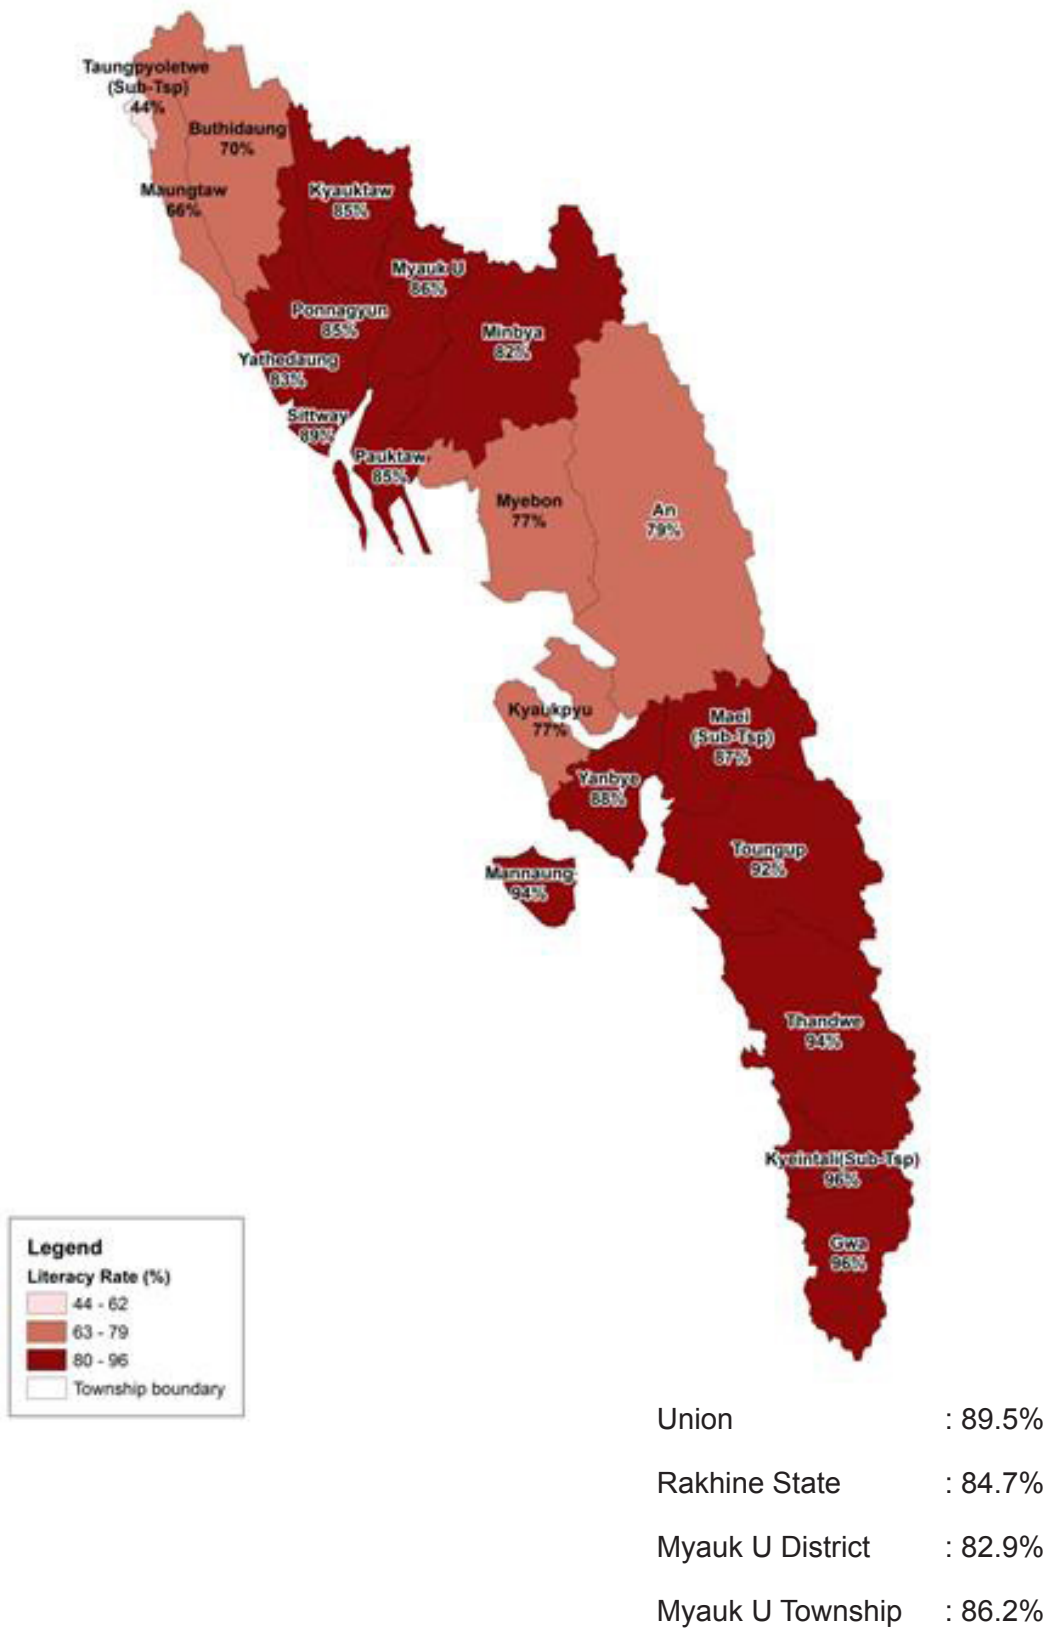 Taungpyoletwe
(Sub-Tsp)
44%
Buthidaung
70%
Maungtaw
66%
Kyauktaw
85%
Myauk U
86%
Ponnagyun
85%
Minbya
82%
Yathedaung
83%
Sittway
89%
Pauktaw
85%
Myebon
77%
An
79%
Kyaukpyu
77%
Maei
(Sub-Tsp)
87%
Yanbye
88%
Toungup
92%
Mannaung
94%
Thandwe
94%
Kyeintali(Sub-Tsp)
96%
Gwa
96%
Legend
Literacy Rate (%)
44 - 62
63 - 79
80 - 96
Township boundary
Union : 89.5%
Rakhine State : 84.7%
Myauk U District : 82.9%
Myauk U Township : 86.2%